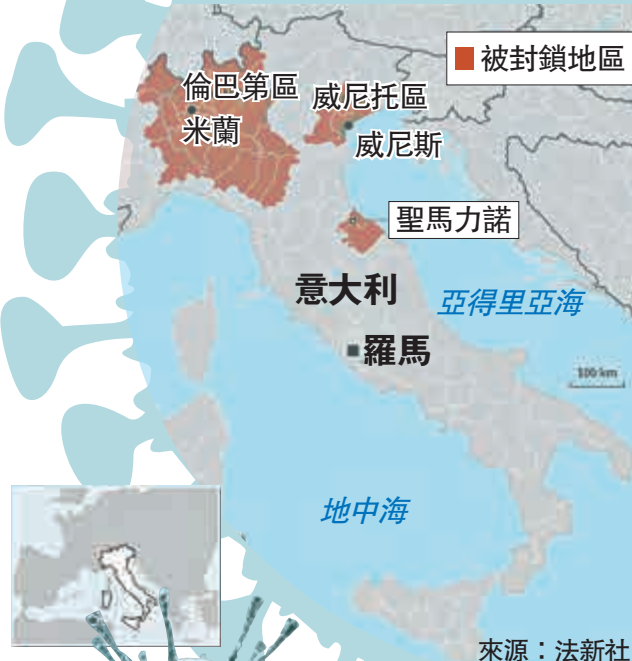 被封鎖地區
倫巴第區
威尼托區
米蘭
威尼斯
聖馬力諾
意大利
亞得里亞海
羅馬
100 km
地中海
來源：法新社